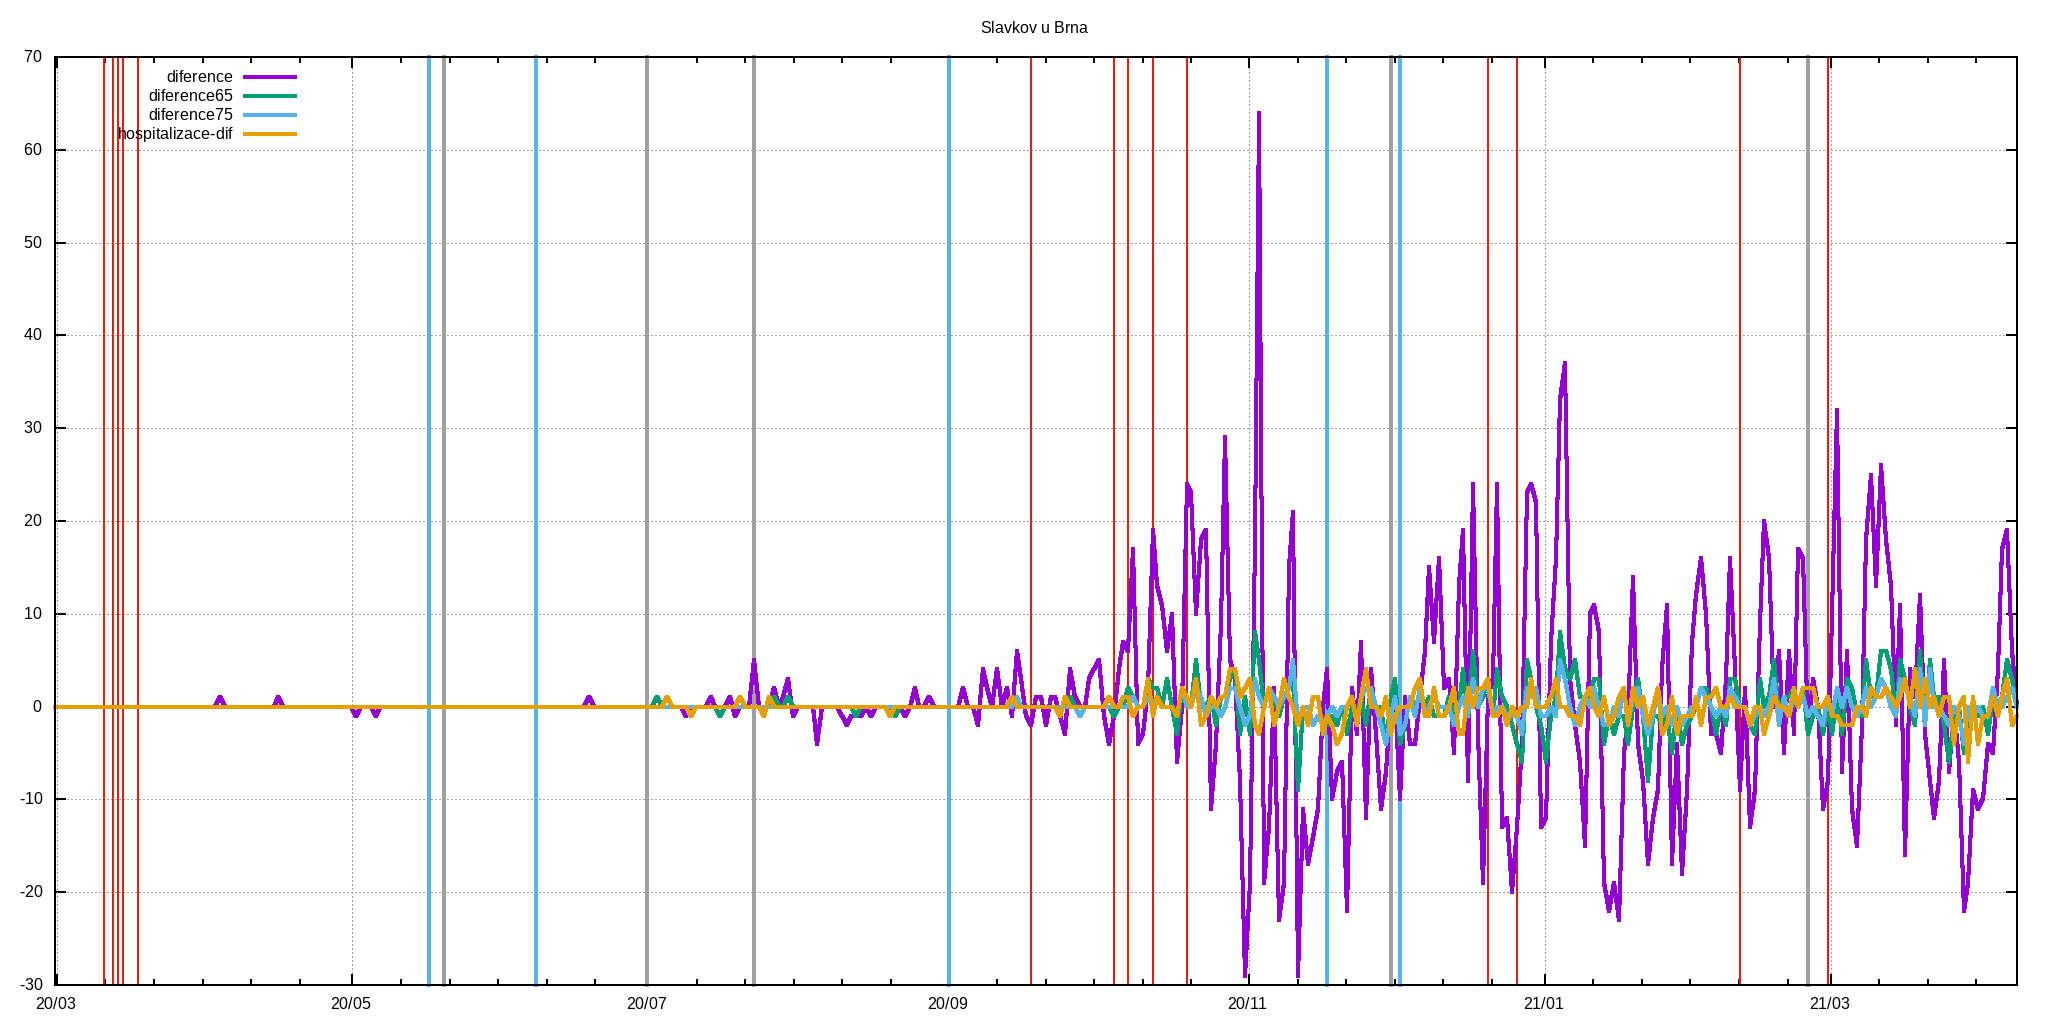 Slavkov u Brna
diference
diference65
diference75
hospitalizace-dif
70
60
50
40
30
20
10
0
-10
-20
-30
20/03 20/05 20/07 20/09 20/11 21/01 21/03